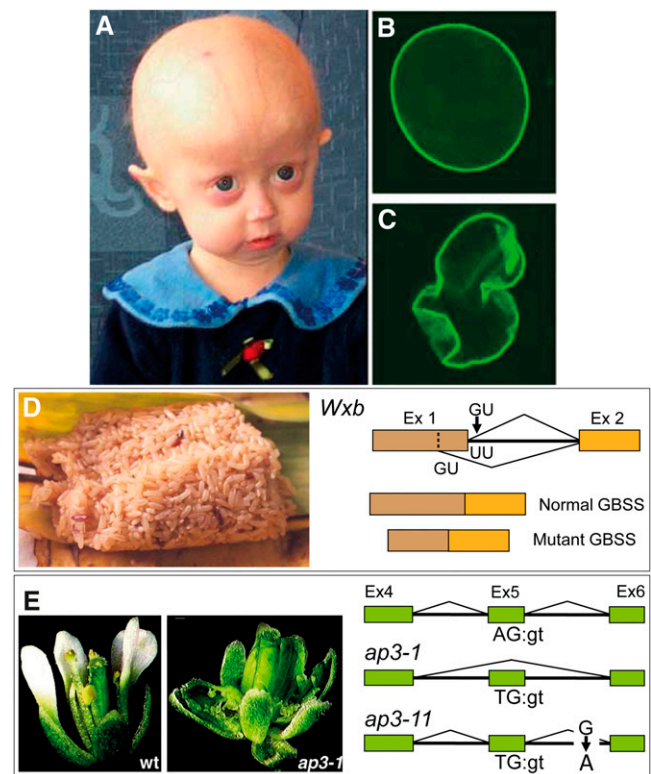 A
B
C
D
Wxb
Ex 1
GU
Ex 2
UU
GU
Normal GBSS
Mutant GBSS
E
wt
ap3-1
Ex4
Ex5
Ex6
AG:gt
ap3-1
TG:gt
ap3-11
G
A
TG:gt